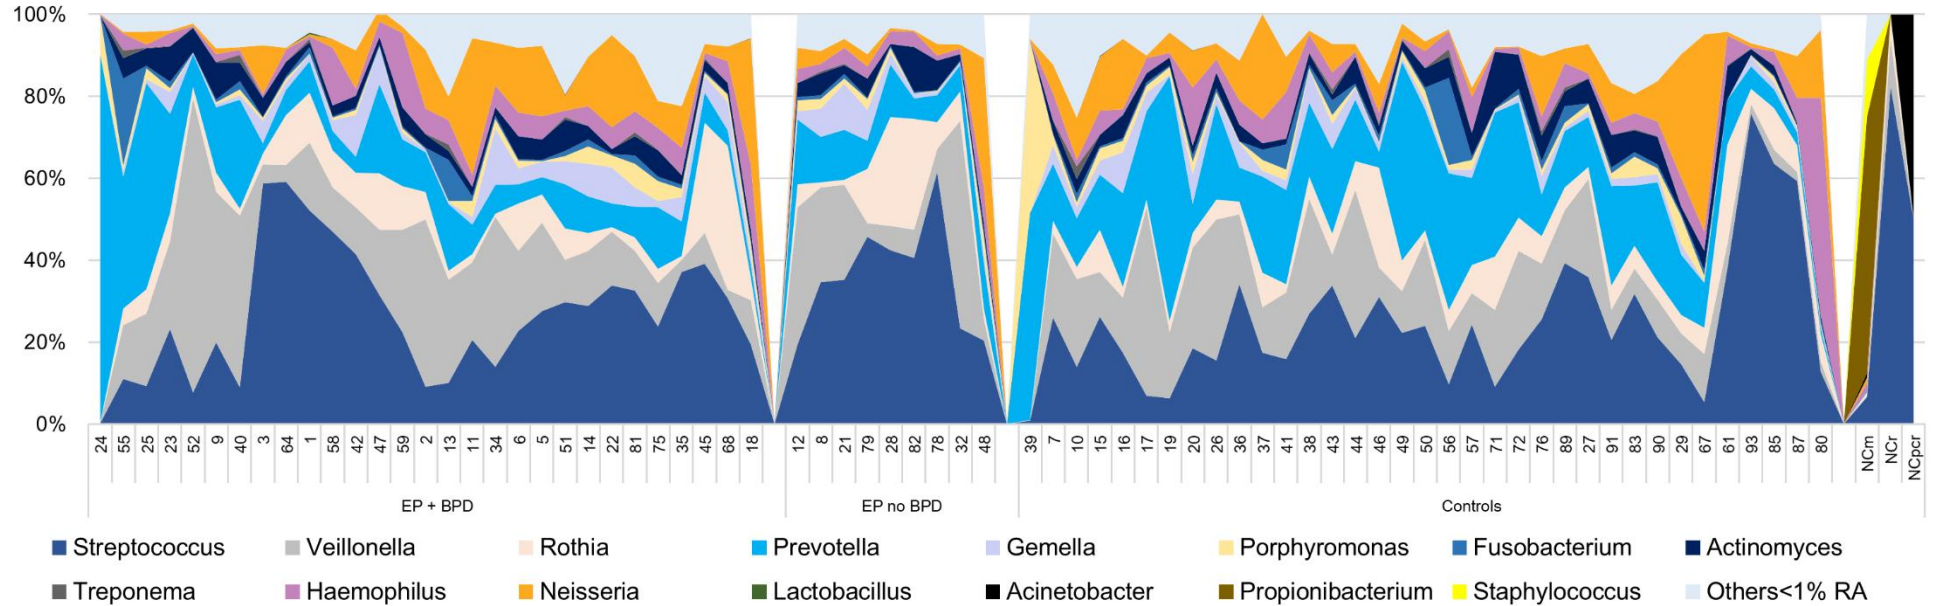 100%
80%
60%
40%
20%
0%
24 55 25 23 52 9 40 3 64 1 58 42 47 59 2 13 11 34 6 5 51 14 22 81 75 35 45 68 18 12 8 21 79 28 82 78 32 48 39 7 10 15 16 17 19 20 26 36 37 41 38 43 44 46 49 50 56 57 71 72 76 89 27 91 83 90 29 67 61 93 85 87 80 NCm NCr NCpcr
EP + BPD EP no BPD Controls
Streptococcus Veillonella Rothia Prevotella Gemella Porphyromonas Fusobacterium Actinomyces
Treponema Haemophilus Neisseria Lactobacillus Acinetobacter Propionibacterium Staphylococcus Others<1% RA